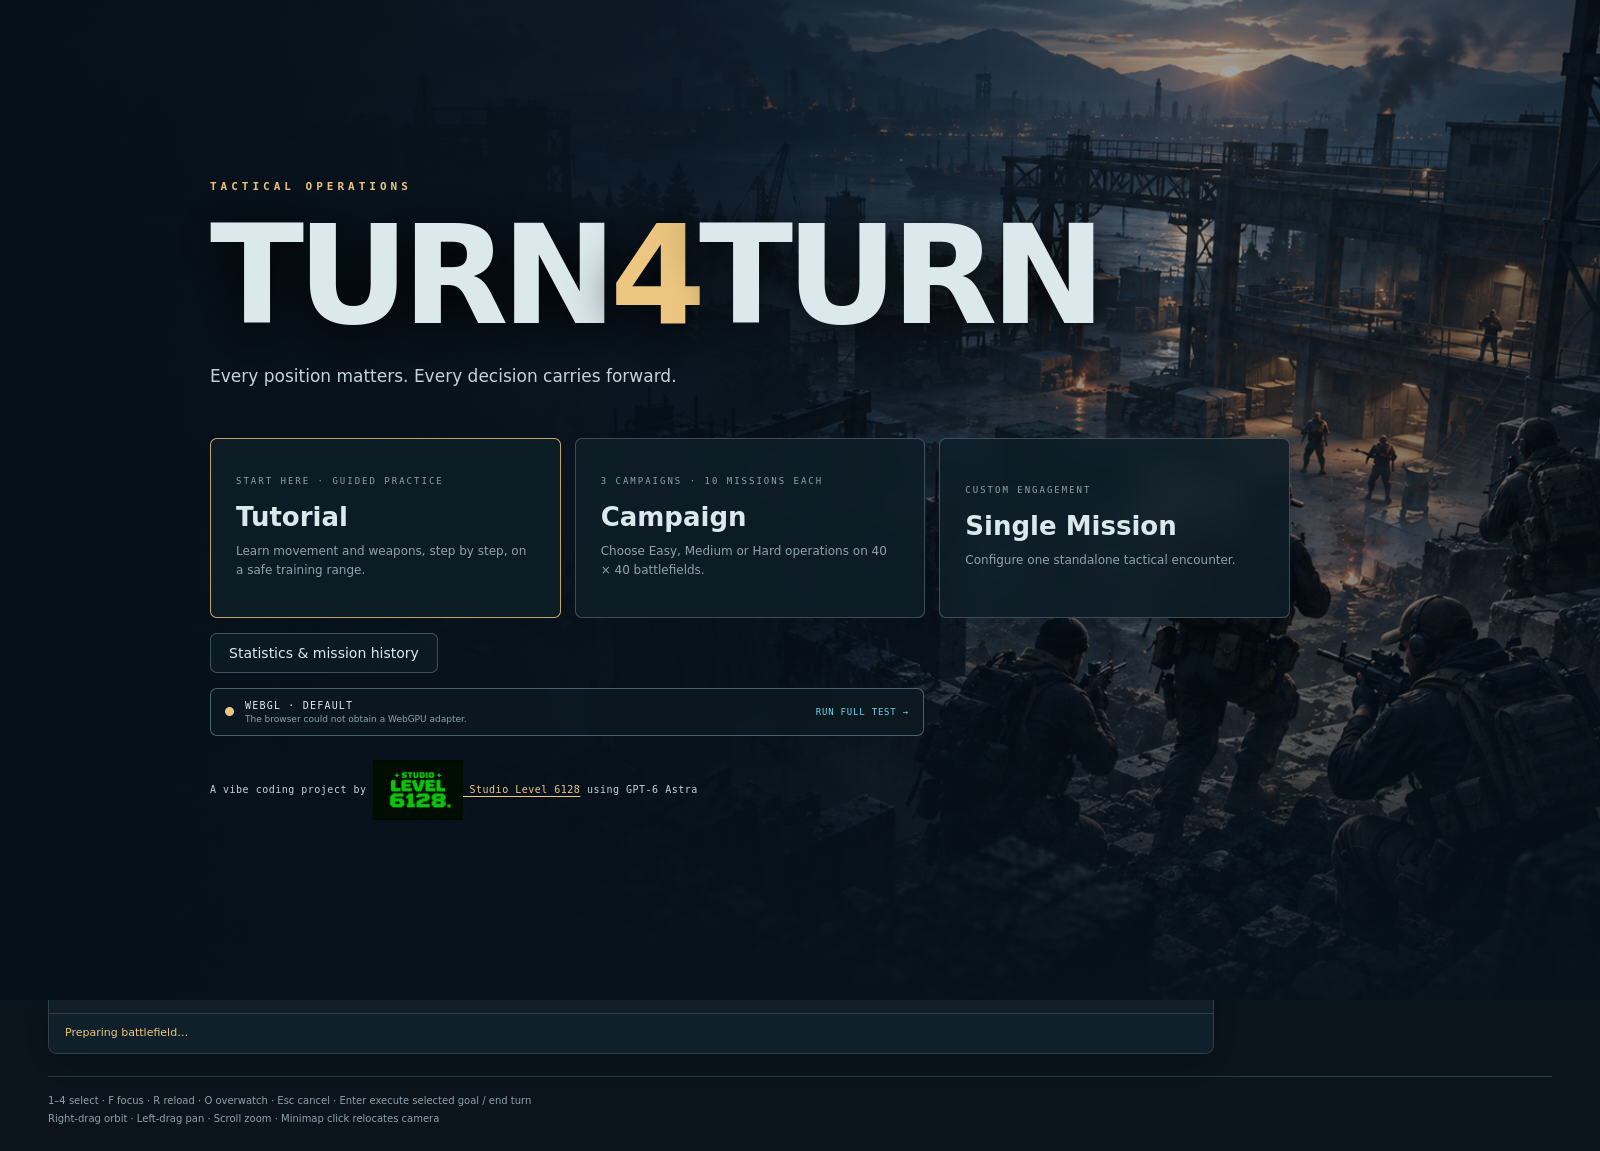 TACTICAL OPERATIONS
TURN4TURN
Every position matters. Every decision carries forward.
START HERE · GUIDED PRACTICE
Tutorial
Learn movement and weapons, step by step, on
a safe training range.
3 CAMPAIGNS · 10 MISSIONS EACH
Campaign
Choose Easy, Medium or Hard operations on 40
× 40 battlefields.
CUSTOM ENGAGEMENT
Single Mission
Configure one standalone tactical encounter.
Statistics & mission history
WEBGL · DEFAULT
The browser could not obtain a WebGPU adapter.
RUN FULL TEST →
A vibe coding project by
STUDIO
LEVEL
6128.
Studio Level 6128 using GPT-6 Astra
Preparing battlefield…
1–4 select · F focus · R reload · O overwatch · Esc cancel · Enter execute selected goal / end turn
Right-drag orbit · Left-drag pan · Scroll zoom · Minimap click relocates camera